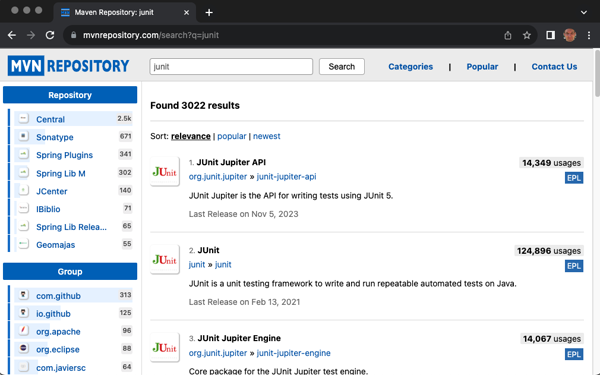 Maven Repository: junit
mvnrepository.com/search?q=junit
MVN REPOSITORY
junit
Search
Categories | Popular | Contact Us
Repository
Central 2.5k
Sonatype 671
Spring Plugins 341
Spring Lib M 302
JCenter 140
IBiblio 71
Spring Lib Relea... 65
Geomajas 55
Group
com.github 313
io.github 125
org.apache 96
org.eclipse 88
com.javiersc 64
Found 3022 results
Sort: relevance | popular | newest
JUnit
1. JUnit Jupiter API
14,349 usages
org.junit.jupiter » junit-jupiter-api
EPL
JUnit Jupiter is the API for writing tests using JUnit 5.
Last Release on Nov 5, 2023
JUnit
2. JUnit
124,896 usages
junit » junit
EPL
JUnit is a unit testing framework to write and run repeatable automated tests on Java.
Last Release on Feb 13, 2021
JUnit
3. JUnit Jupiter Engine
14,067 usages
org.junit.jupiter » junit-jupiter-engine
EPL
Core package for the JUnit Jupiter test engine.